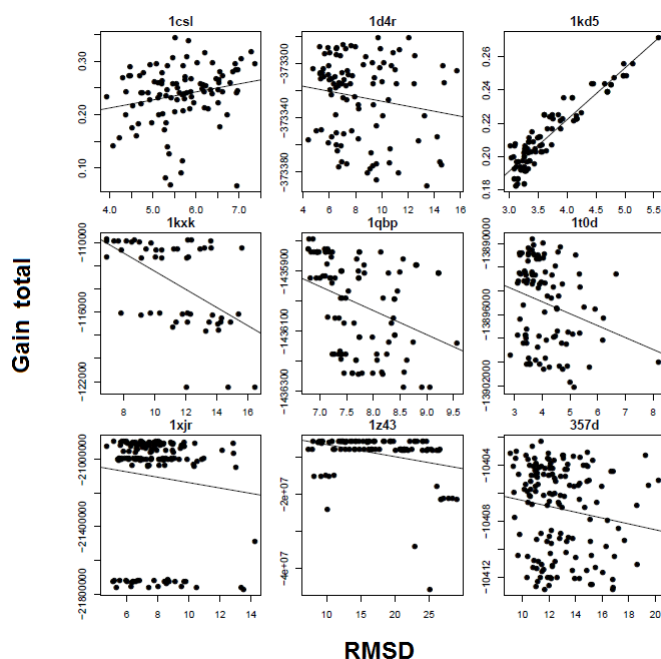 1csl 1d4r 1kd5
0.10 0.20 0.30
4.0 5.0 6.0 7.0
−373380 −373340 −373300
4 6 8 10 12 14 16
0.18 0.20 0.22 0.24 0.26
3.0 3.5 4.0 4.5 5.0 5.5
1kxk 1qbp 1t0d
−122000 −116000 −110000
8 10 12 14 16
−1436300 −1436100 −1435900
7.0 7.5 8.0 8.5 9.0 9.5
−13902000 −13896000 −13890000
3 4 5 6 7 8
1xjr 1z43 357d
−21800000 −21400000 −21000000
6 8 10 12 14
−4e+07 −2e+07
10 15 20 25
−10412 −10408 −10404
10 12 14 16 18 20
Gain total
RMSD